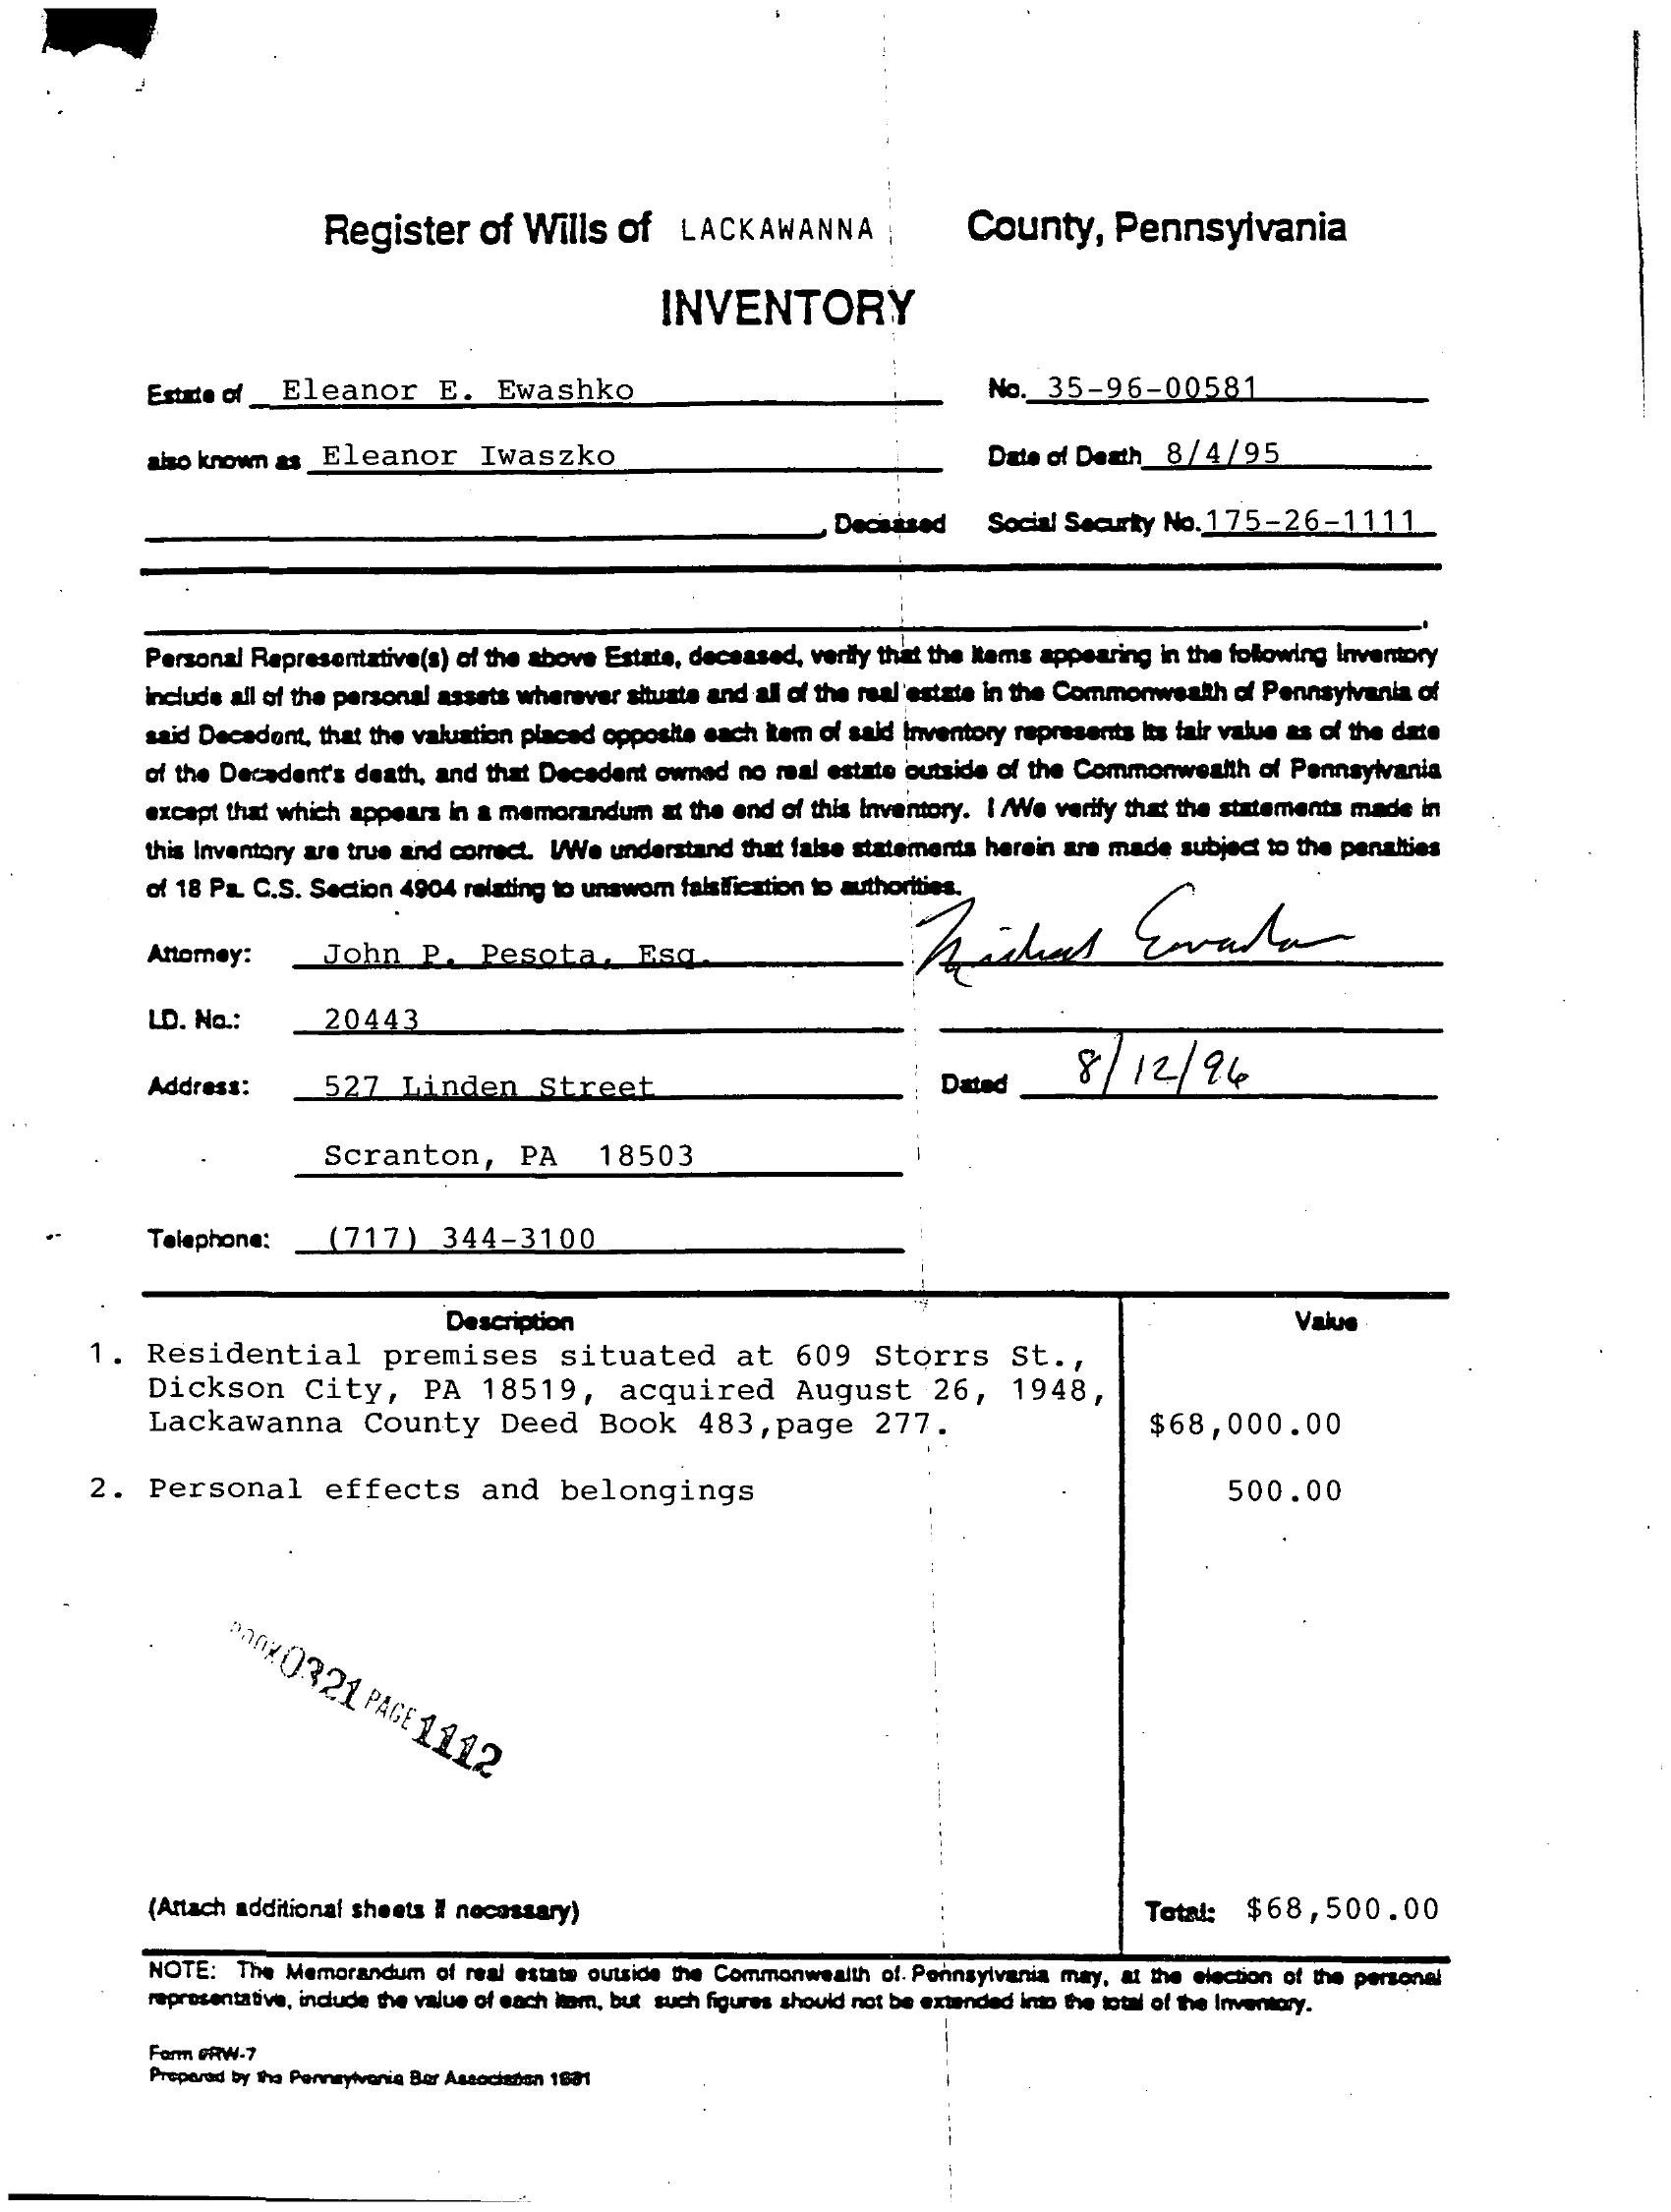 Register of Wills of LACKAWANNA County, Pennsylvania
INVENTORY
Estate of Eleanor E. Ewashko No. 35-96-00581
also known as Eleanor Iwaszko Date of Death 8/4/95
, Deceased Social Security No. 175-26-1111
Personal Representative(s) of the above Estate, deceased, verify that the items appearing in the following Inventory
include all of the personal assets wherever situate and all of the real estate in the Commonwealth of Pennsylvania of
said Decedent, that the valuation placed opposite each item of said Inventory represents its fair value as of the date
of the Decedent's death, and that Decedent owned no real estate outside of the Commonwealth of Pennsylvania
except that which appears in a memorandum at the end of this Inventory. I/We verify that the statements made in
this Inventory are true and correct. I/We understand that false statements herein are made subject to the penalties
of 18 Pa. C.S. Section 4904 relating to unsworn falsification to authorities.
Attorney: John P. Pesota, Esq.
I.D. No.: 20443
Address: 527 Linden Street Dated 8/12/96
Scranton, PA 18503
Telephone: (717) 344-3100
Description Value
1. Residential premises situated at 609 Storrs St.,
Dickson City, PA 18519, acquired August 26, 1948,
Lackawanna County Deed Book 483,page 277. $68,000.00
2. Personal effects and belongings 500.00
BOOK 0321 PAGE 1112
(Attach additional sheets if necessary) Total: $68,500.00
NOTE: The Memorandum of real estate outside the Commonwealth of Pennsylvania may, at the election of the personal
representative, include the value of each item, but such figures should not be extended into the total of the Inventory.
Form #RW-7
Prepared by the Pennsylvania Bar Association